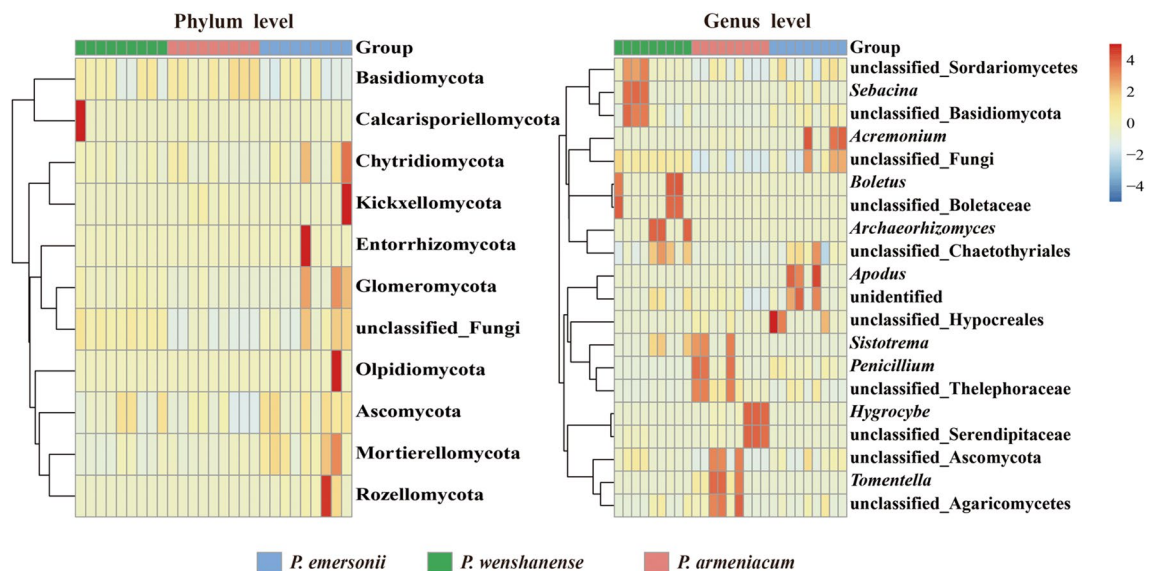 Phylum level
Group
Basidiomycota
Calcarisporiellomycota
Chytridiomycota
Kickxellomycota
Entorrhizomycota
Glomeromycota
unclassified_Fungi
Olpidiomycota
Ascomycota
Mortierellomycota
Rozellomycota
Genus level
Group
unclassified_Sordariomycetes
Sebacina
unclassified_Basidiomycota
Acremonium
unclassified_Fungi
Boletus
unclassified_Boletaceae
Archaeorhizomyces
unclassified_Chaetothyriales
Apodus
unidentified
unclassified_Hypocreales
Sistotrema
Penicillium
unclassified_Thelephoraceae
Hygrocybe
unclassified_Serendipitaceae
unclassified_Ascomycota
Tomentella
unclassified_Agaricomycetes
4
2
0
−2
−4
P. emersonii P. wenshanense P. armeniacum